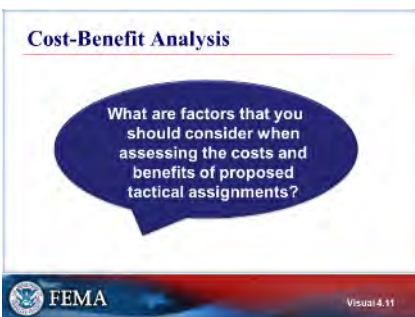 Cost-Benefit Analysis
What are factors that you
should consider when
assessing the costs and
benefits of proposed
tactical assignments?
FEMA
Visual 4.11